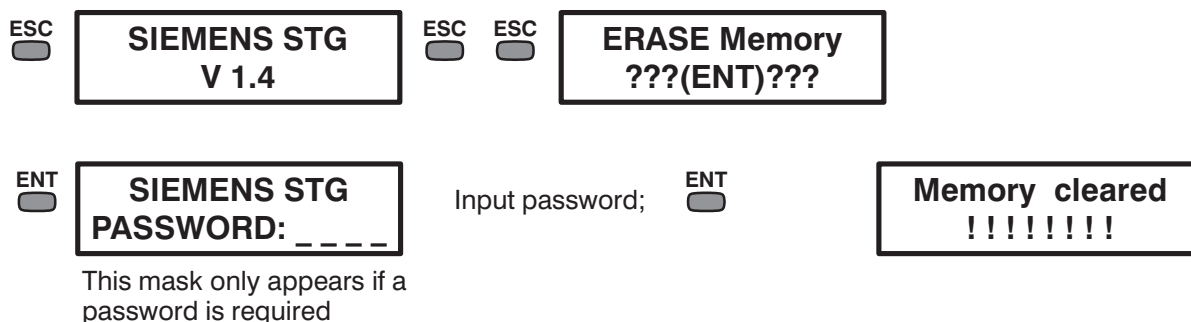 ESC
SIEMENS STG
V 1.4
ESC ESC
ERASE Memory
???(ENT)???
ENT
SIEMENS STG
PASSWORD: _ _ _ _
Input password;
ENT
Memory cleared
! ! ! ! ! ! ! !
This mask only appears if a
password is required